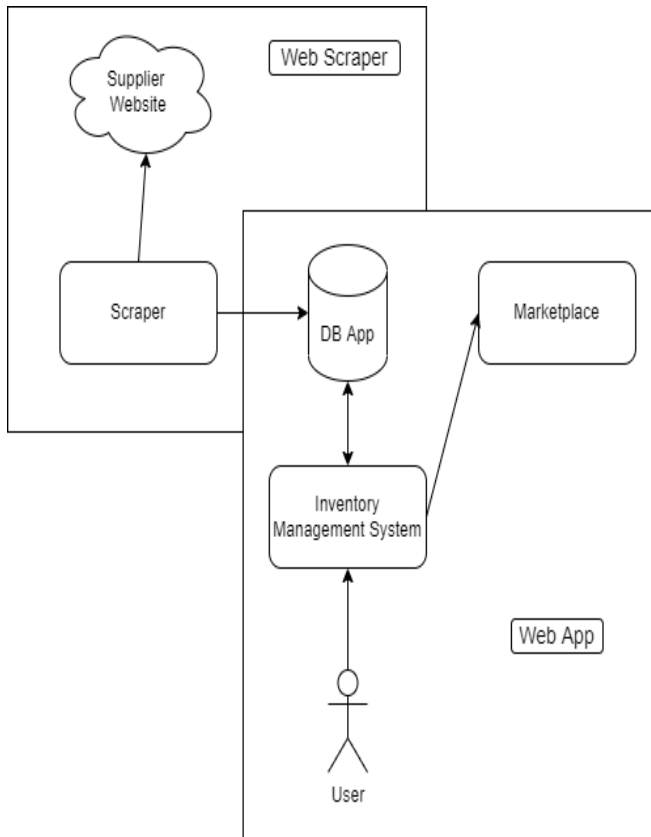 Web Scraper
Supplier
Website
Scraper
DB App
Marketplace
Inventory
Management System
Web App
User